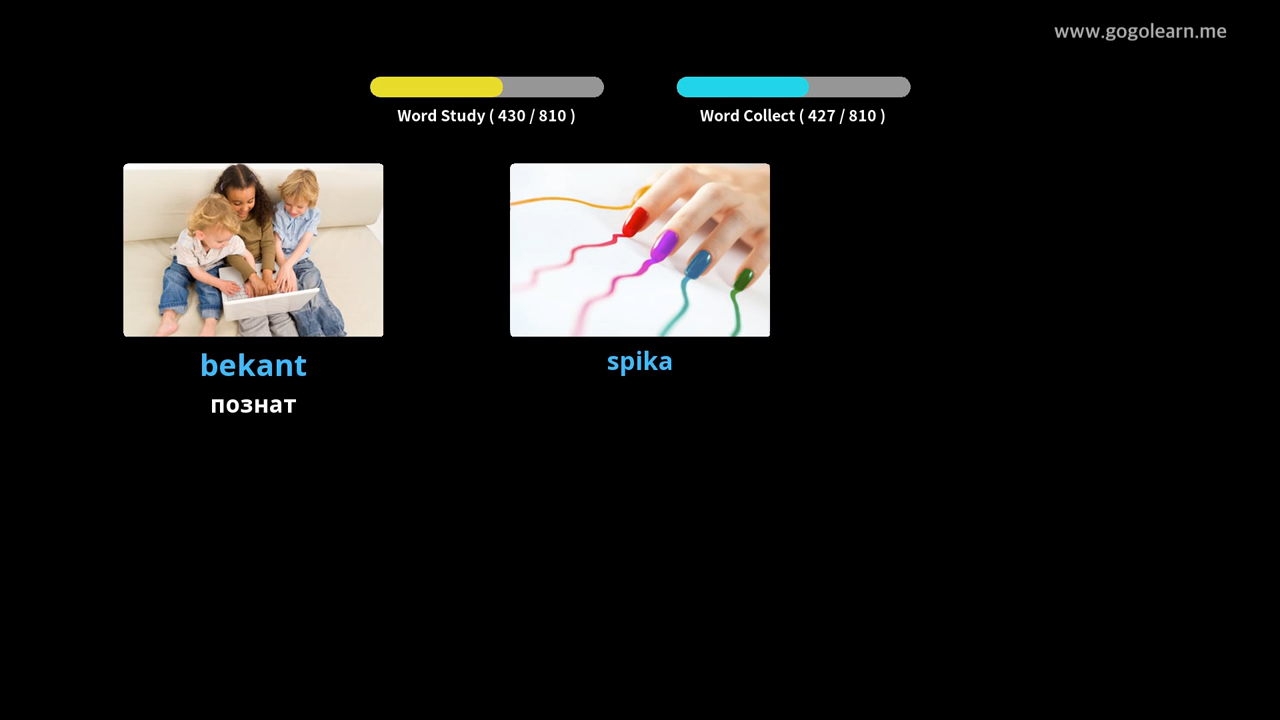 www.gogolearn.me
Word Study ( 430 / 810 )
Word Collect ( 427 / 810 )
bekant
познат
spika